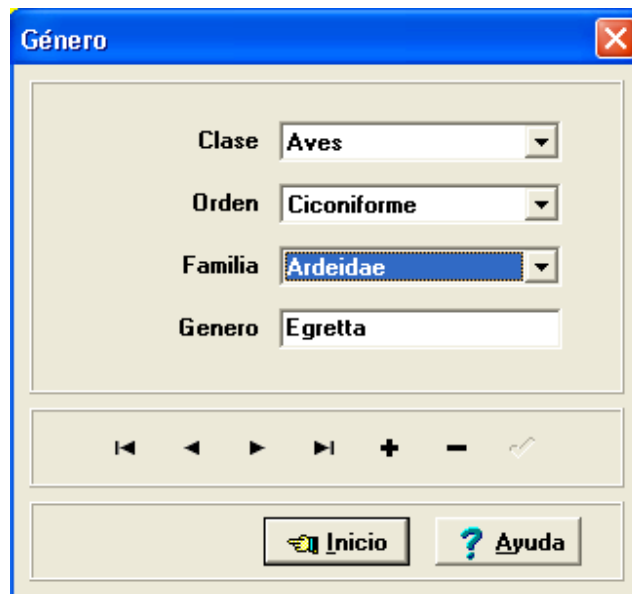 Género
Clase Aves
Orden Ciconiforme
Familia Ardeidae
Genero Egretta
Inicio Ayuda